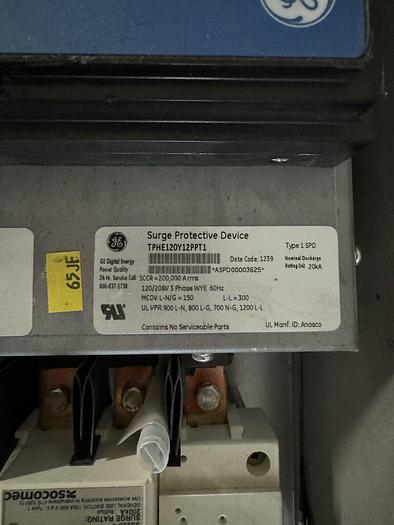 Surge Protective Device
TPHE120Y12PPT1
GE Digital Energy
Power Quality
24 Hr. Service Call:
800-637-1738
*ASPD00003625*
Date Code: 1239
Type 1 SPD
Nominal Discharge
Rating (In) 20kA
SCCR = 200,000 A rms
120/208V 3 Phase WYE 60Hz
MCOV: L-N/G = 150 L-L = 300
UL VPR: 900 L-N, 800 L-G, 700 N-G, 1200 L-L
Contains No Serviceable Parts
UL Manf. ID: Anasco
65JE
socomec
SURGE RATING
200kA